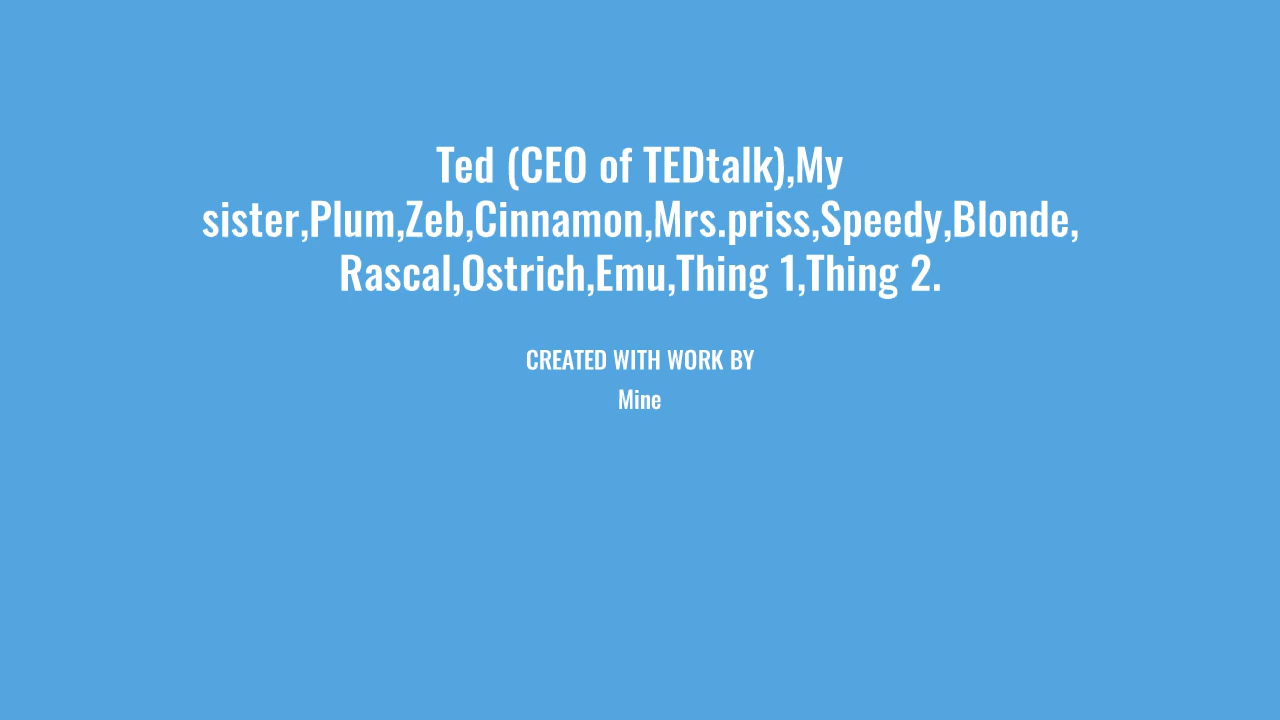 Ted (CEO of TEDtalk),My
sister,Plum,Zeb,Cinnamon,Mrs.priss,Speedy,Blonde,
Rascal,Ostrich,Emu,Thing 1,Thing 2.
CREATED WITH WORK BY
Mine